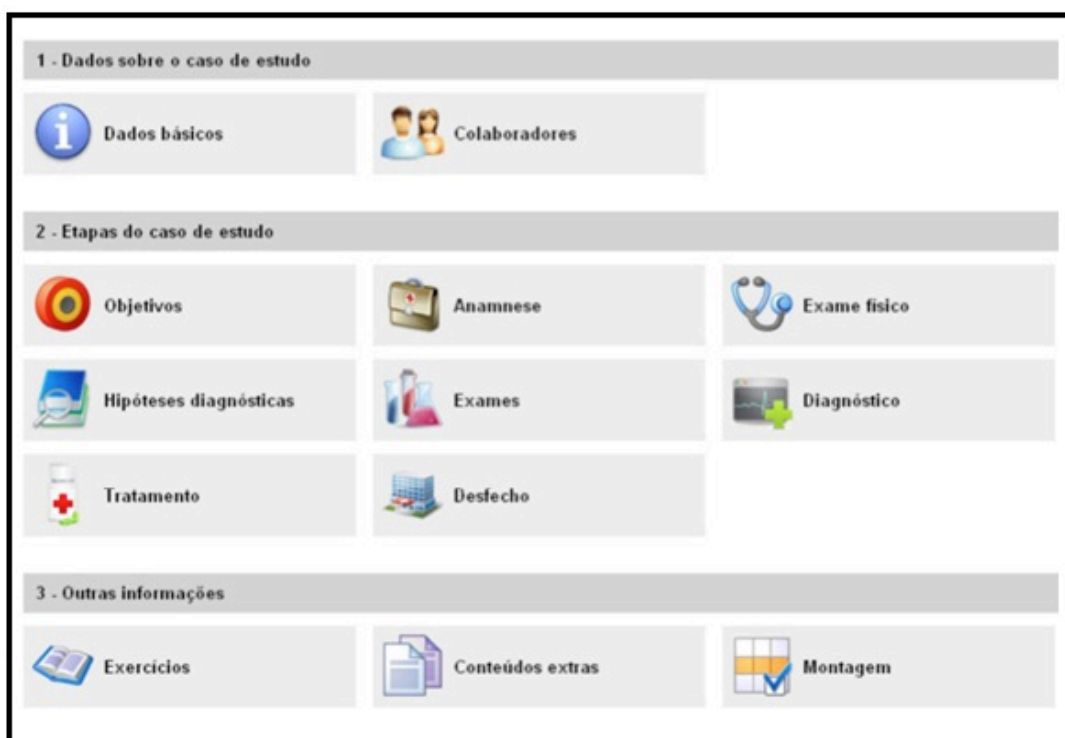 1 - Dados sobre o caso de estudo
Dados básicos
Colaboradores
2 - Etapas do caso de estudo
Objetivos
Anamnese
Exame físico
Hipóteses diagnósticas
Exames
Diagnóstico
Tratamento
Desfecho
3 - Outras informações
Exercícios
Conteúdos extras
Montagem